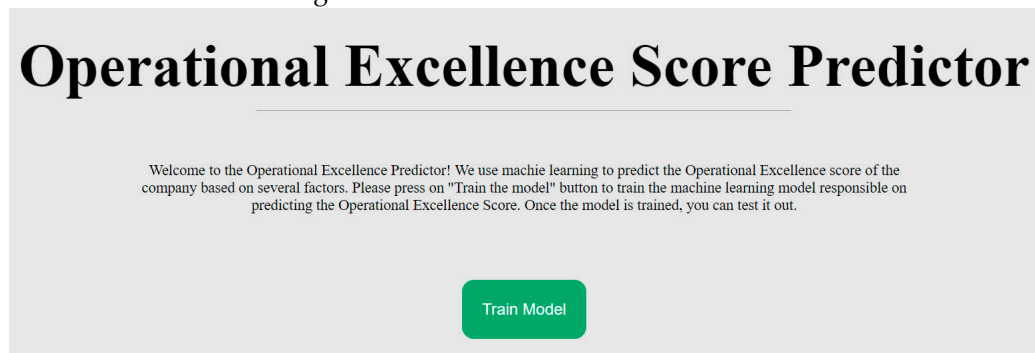 Operational Excellence Score Predictor
Welcome to the Operational Excellence Predictor! We use machie learning to predict the Operational Excellence score of the
company based on several factors. Please press on "Train the model" button to train the machine learning model responsible on
predicting the Operational Excellence Score. Once the model is trained, you can test it out.
Train Model